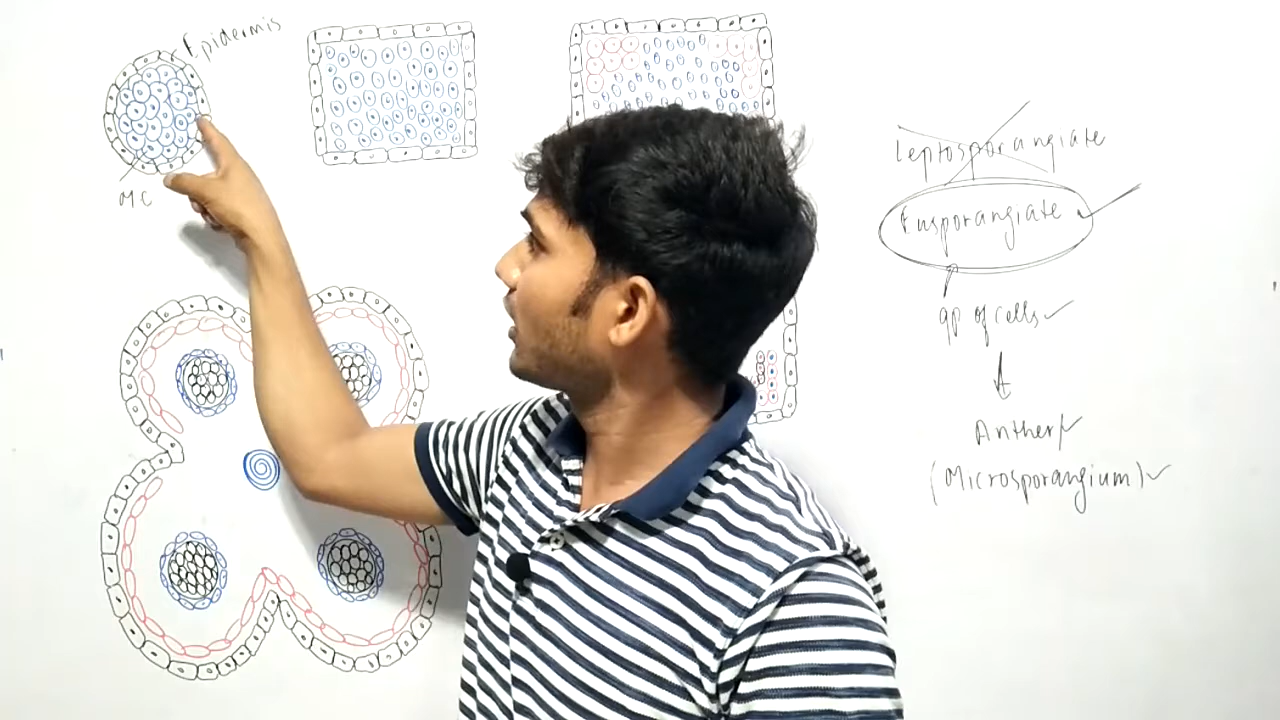 Epidermis
MC
Leptosporangiate
Eusporangiate
gp of cells
Anther
(Microsporangium)